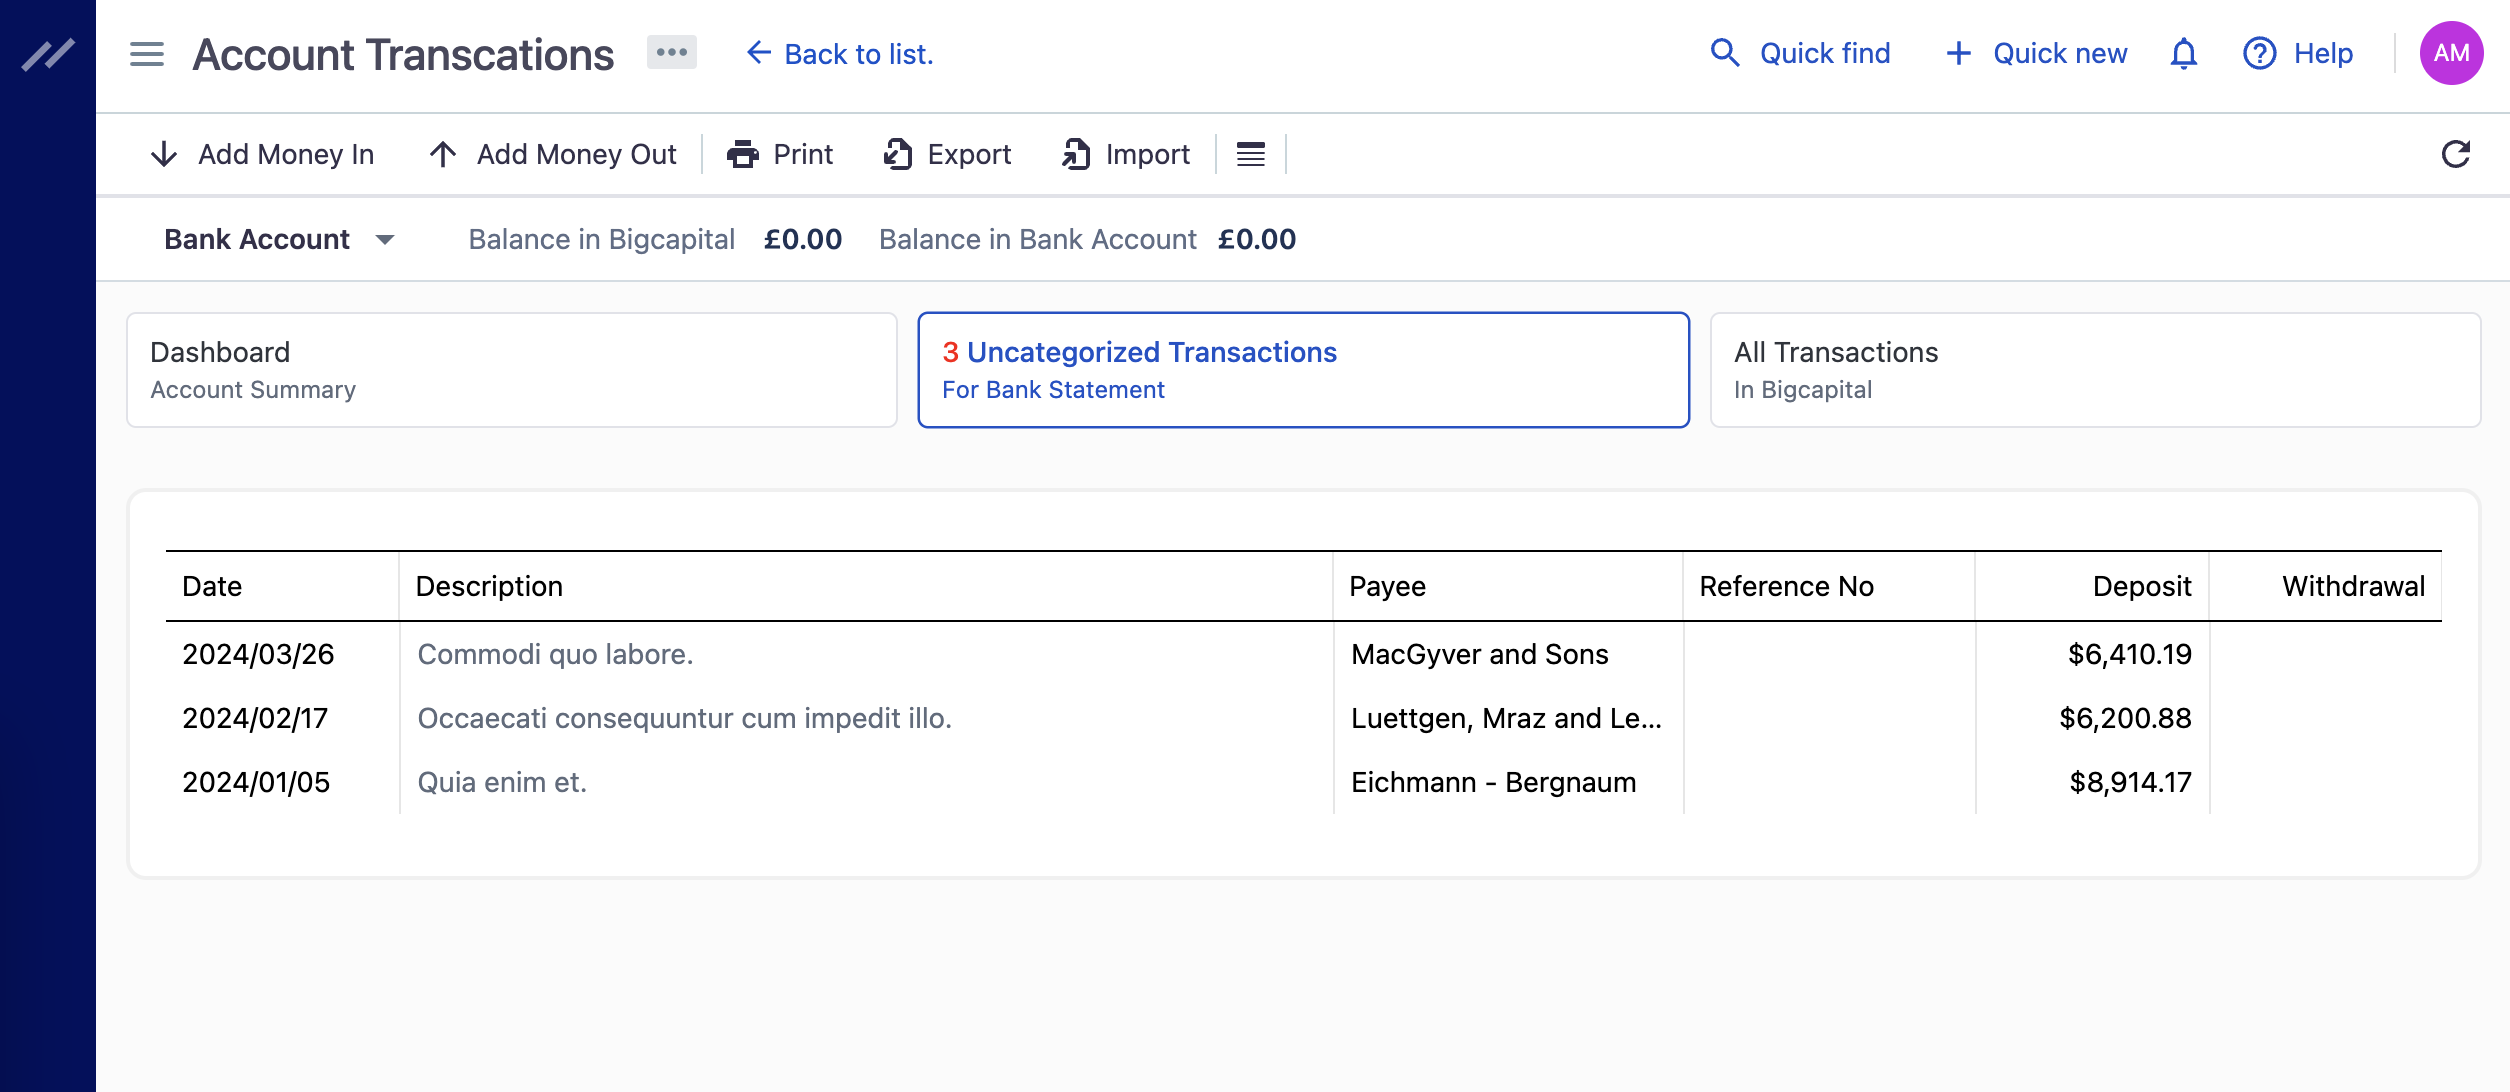 Account Transcations
Back to list.
Quick find
Quick new
Help
AM
Add Money In
Add Money Out
Print
Export
Import
Bank Account
Balance in Bigcapital £0.00
Balance in Bank Account £0.00
Dashboard
Account Summary
3 Uncategorized Transactions
For Bank Statement
All Transactions
In Bigcapital
Date Description Payee Reference No Deposit Withdrawal
2024/03/26 Commodi quo labore. MacGyver and Sons $6,410.19
2024/02/17 Occaecati consequuntur cum impedit illo. Luettgen, Mraz and Le... $6,200.88
2024/01/05 Quia enim et. Eichmann - Bergnaum $8,914.17